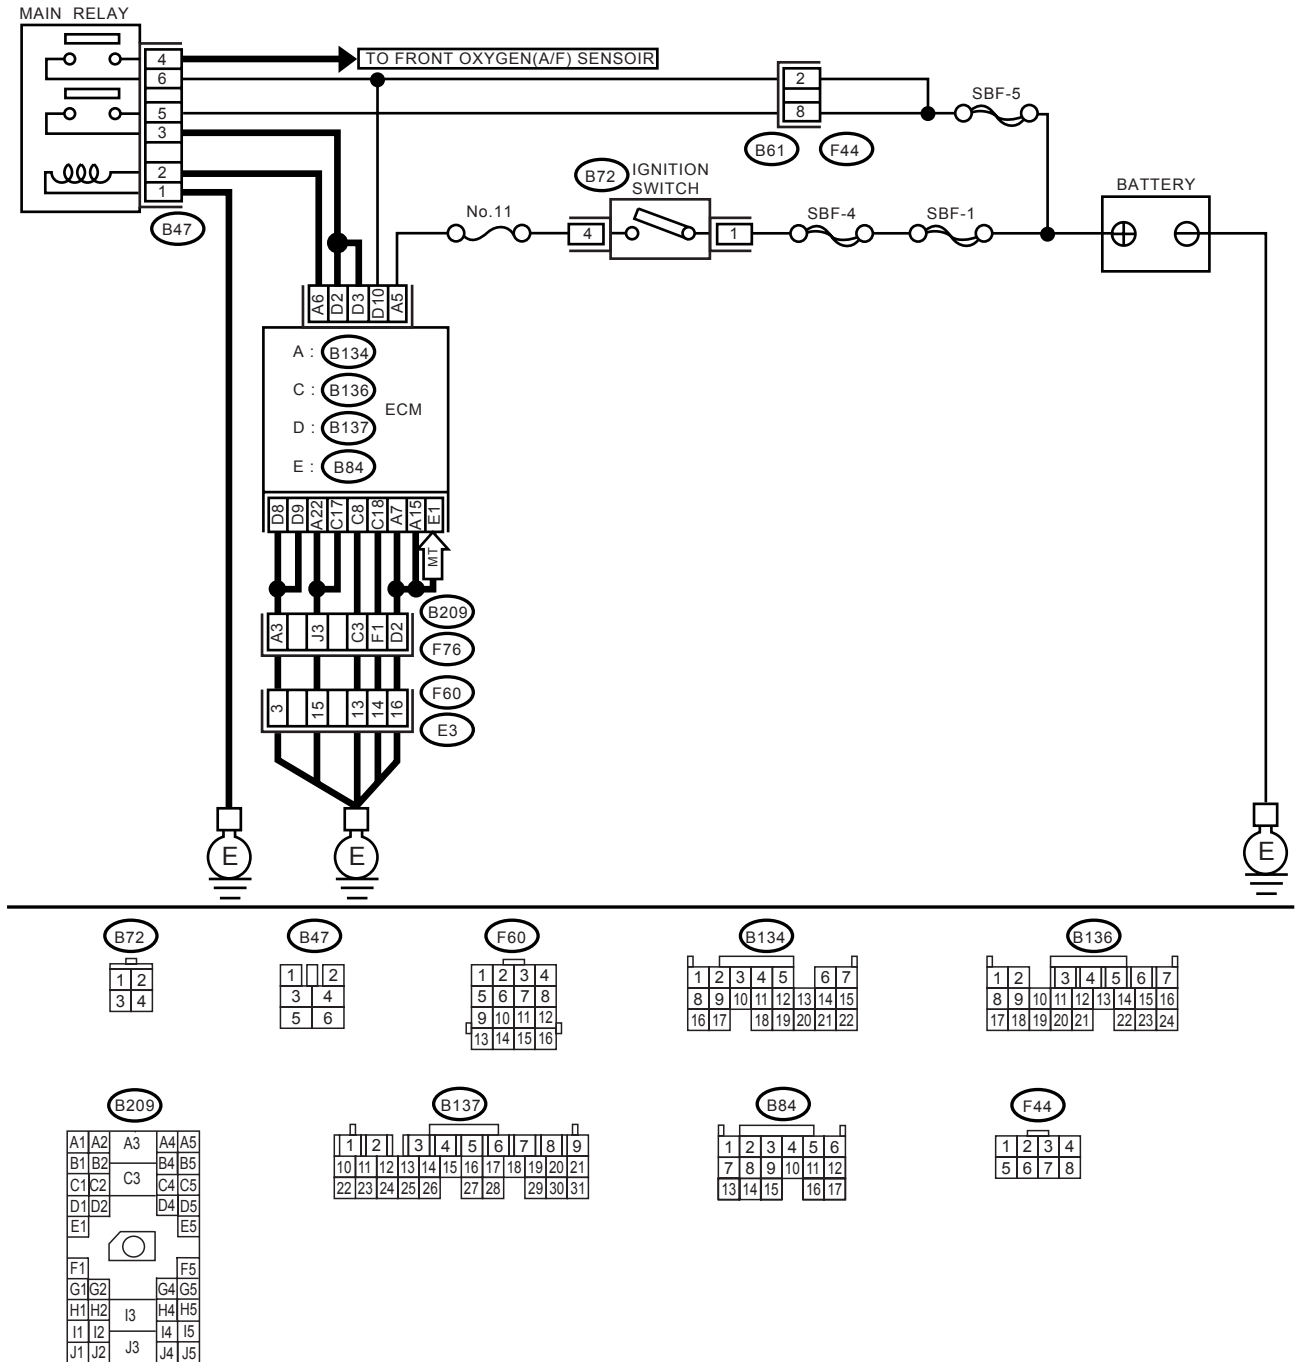 MAIN RELAY
4
TO FRONT OXYGEN(A/F) SENSOIR
6
2
SBF-5
5
8
3
B61
F44
2
B72
IGNITION
SWITCH
BATTERY
1
B47
No.11
4
1
SBF-4
SBF-1
A6
D2
D3
D10
A5
A : B134
C : B136
ECM
D : B137
E : B84
D8
D9
A22
C17
C8
C18
A7
A15
E1
MT
B209
A3
J3
C3
F1
D2
F76
F60
3
15
13
14
16
E3
E
E
E
B72
1 2
3 4
B47
1 2
3 4
5 6
F60
1 2 3 4
5 6 7 8
9 10 11 12
13 14 15 16
B134
1 2 3 4 5 6 7
8 9 10 11 12 13 14 15
16 17 18 19 20 21 22
B136
1 2 3 4 5 6 7
8 9 10 11 12 13 14 15 16
17 18 19 20 21 22 23 24
B209
A1 A2 A3 A4 A5
B1 B2 B4 B5
C1 C2 C3 C4 C5
D1 D2 D4 D5
E1 E5
F1 F5
G1 G2 G4 G5
H1 H2 I3 H4 H5
I1 I2 I4 I5
J1 J2 J3 J4 J5
B137
1 2 3 4 5 6 7 8 9
10 11 12 13 14 15 16 17 18 19 20 21
22 23 24 25 26 27 28 29 30 31
B84
1 2 3 4 5 6
7 8 9 10 11 12
13 14 15 16 17
F44
1 2 3 4
5 6 7 8